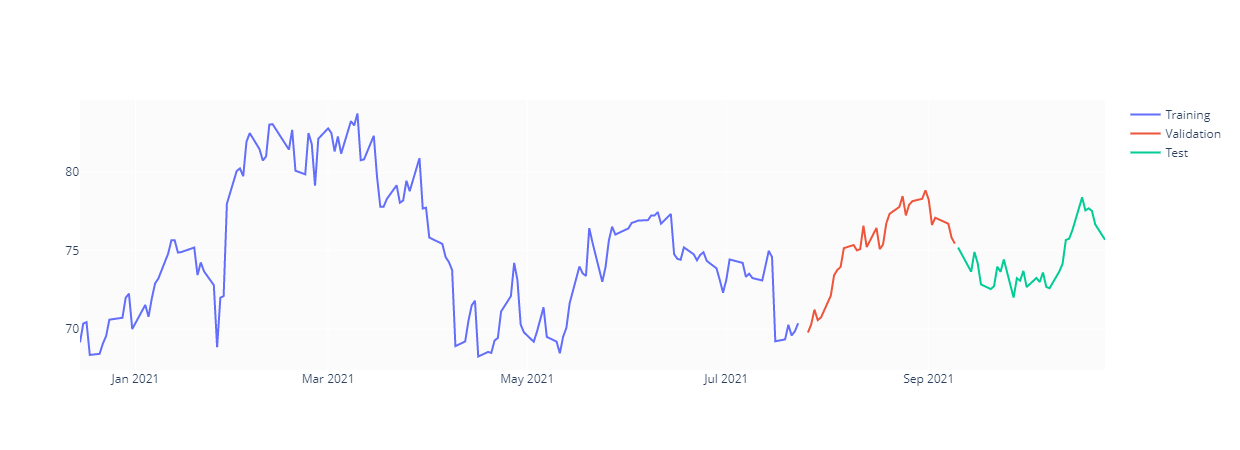 Training
Validation
Test
80
75
70
Jan 2021
Mar 2021
May 2021
Jul 2021
Sep 2021